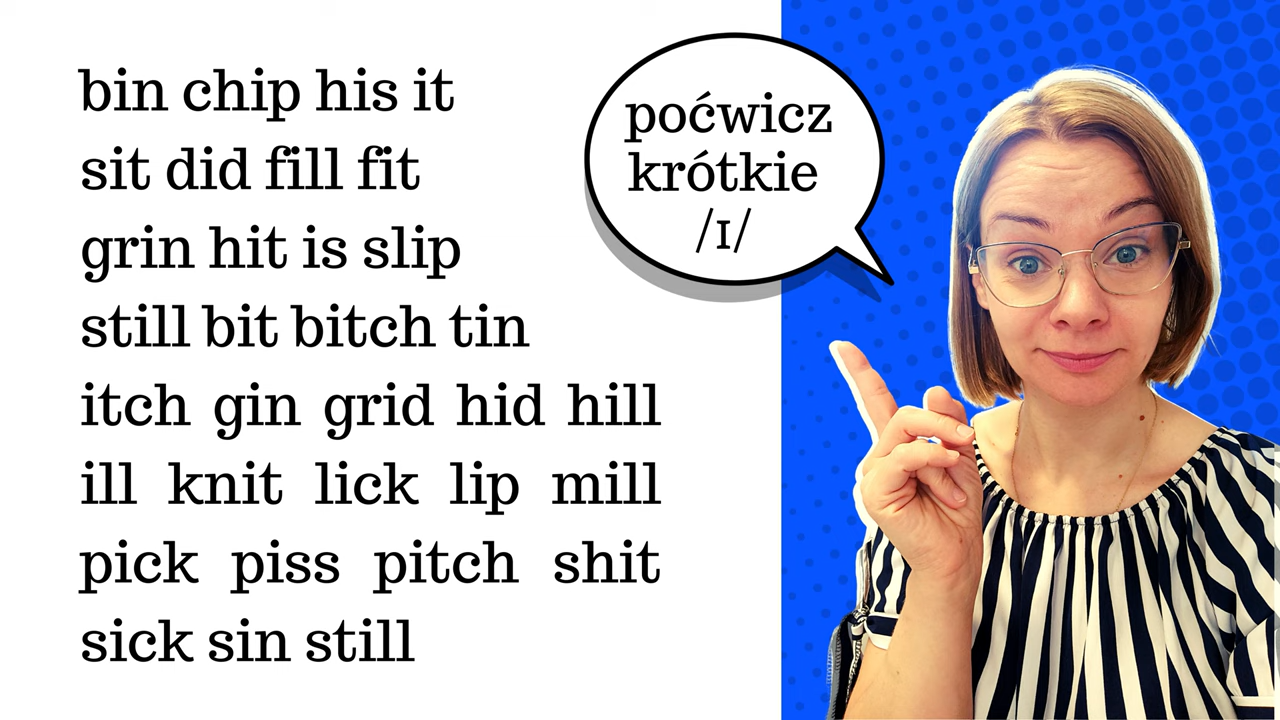 bin chip his it
sit did fill fit
grin hit is slip
still bit bitch tin
itch gin grid hid hill
ill knit lick lip mill
pick piss pitch shit
sick sin still
poćwicz
krótkie
/ɪ/